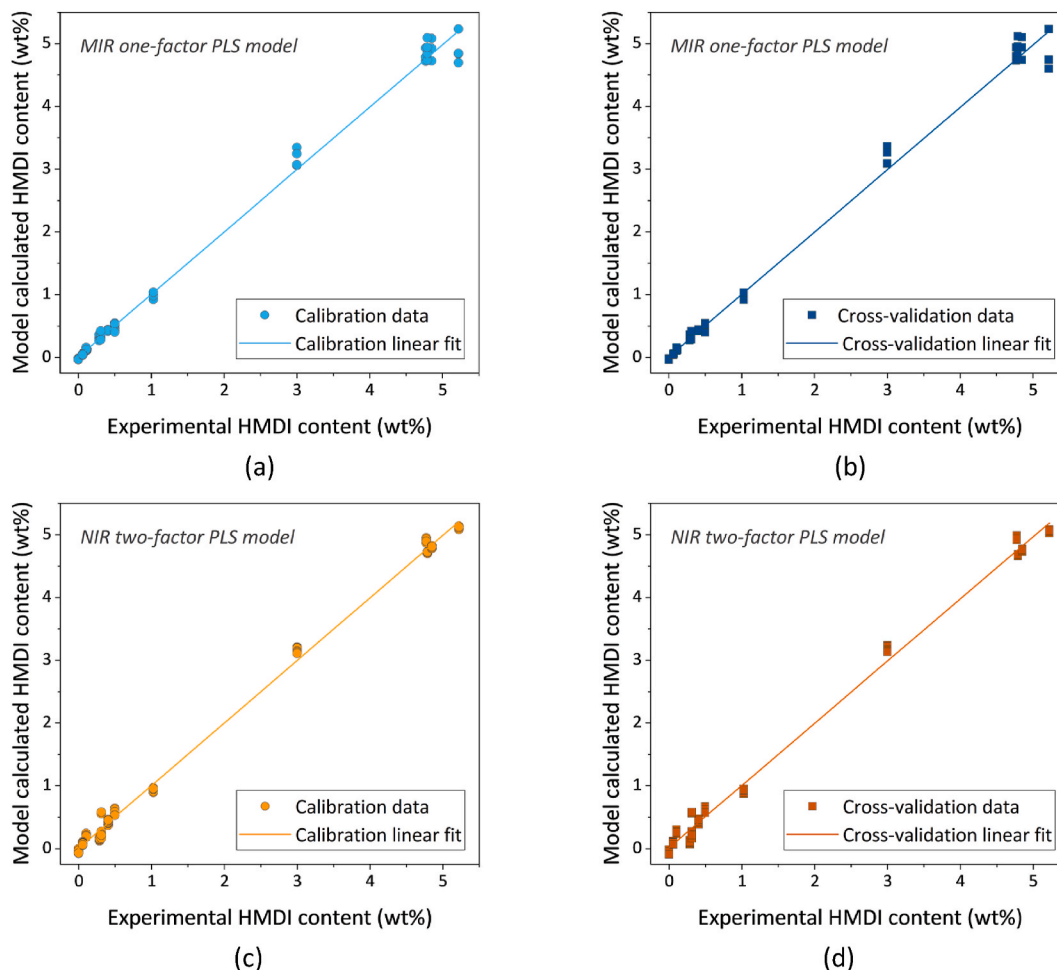 MIR one-factor PLS model
Model calculated HMDI content (wt%)
5
4
3
2
1
0
Calibration data
Calibration linear fit
0 1 2 3 4 5
Experimental HMDI content (wt%)
(a)
MIR one-factor PLS model
Model calculated HMDI content (wt%)
5
4
3
2
1
0
Cross-validation data
Cross-validation linear fit
0 1 2 3 4 5
Experimental HMDI content (wt%)
(b)
NIR two-factor PLS model
Model calculated HMDI content (wt%)
5
4
3
2
1
0
Calibration data
Calibration linear fit
0 1 2 3 4 5
Experimental HMDI content (wt%)
(c)
NIR two-factor PLS model
Model calculated HMDI content (wt%)
5
4
3
2
1
0
Cross-validation data
Cross-validation linear fit
0 1 2 3 4 5
Experimental HMDI content (wt%)
(d)